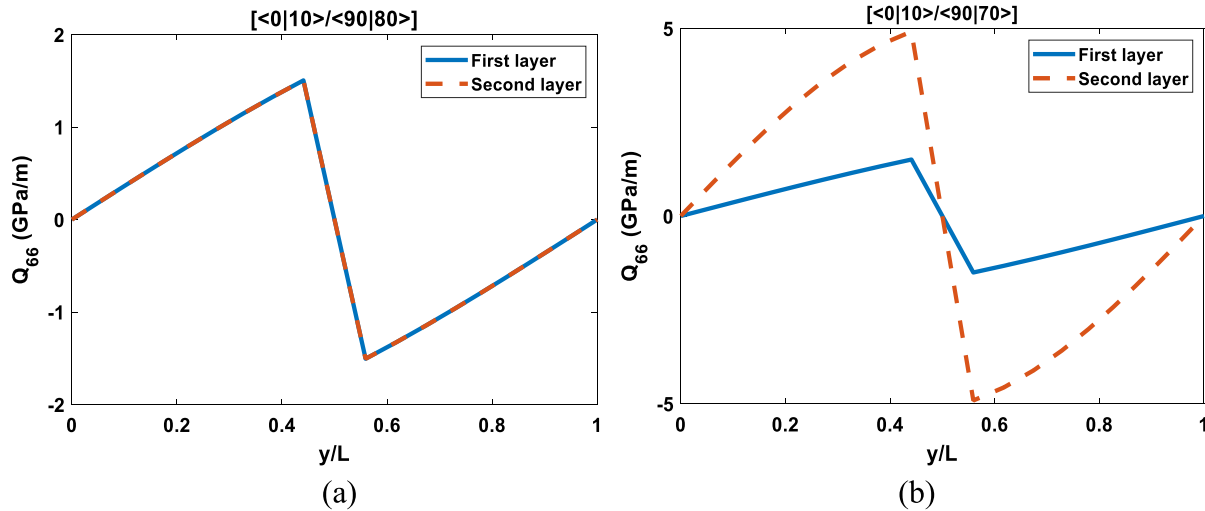 [<0|10>/<90|80>]
2
1
0
-1
-2
Q66 (GPa/m)
First layer
Second layer
0 0.2 0.4 0.6 0.8 1
y/L
(a)
[<0|10>/<90|70>]
5
0
-5
Q66 (GPa/m)
First layer
Second layer
0 0.2 0.4 0.6 0.8 1
y/L
(b)